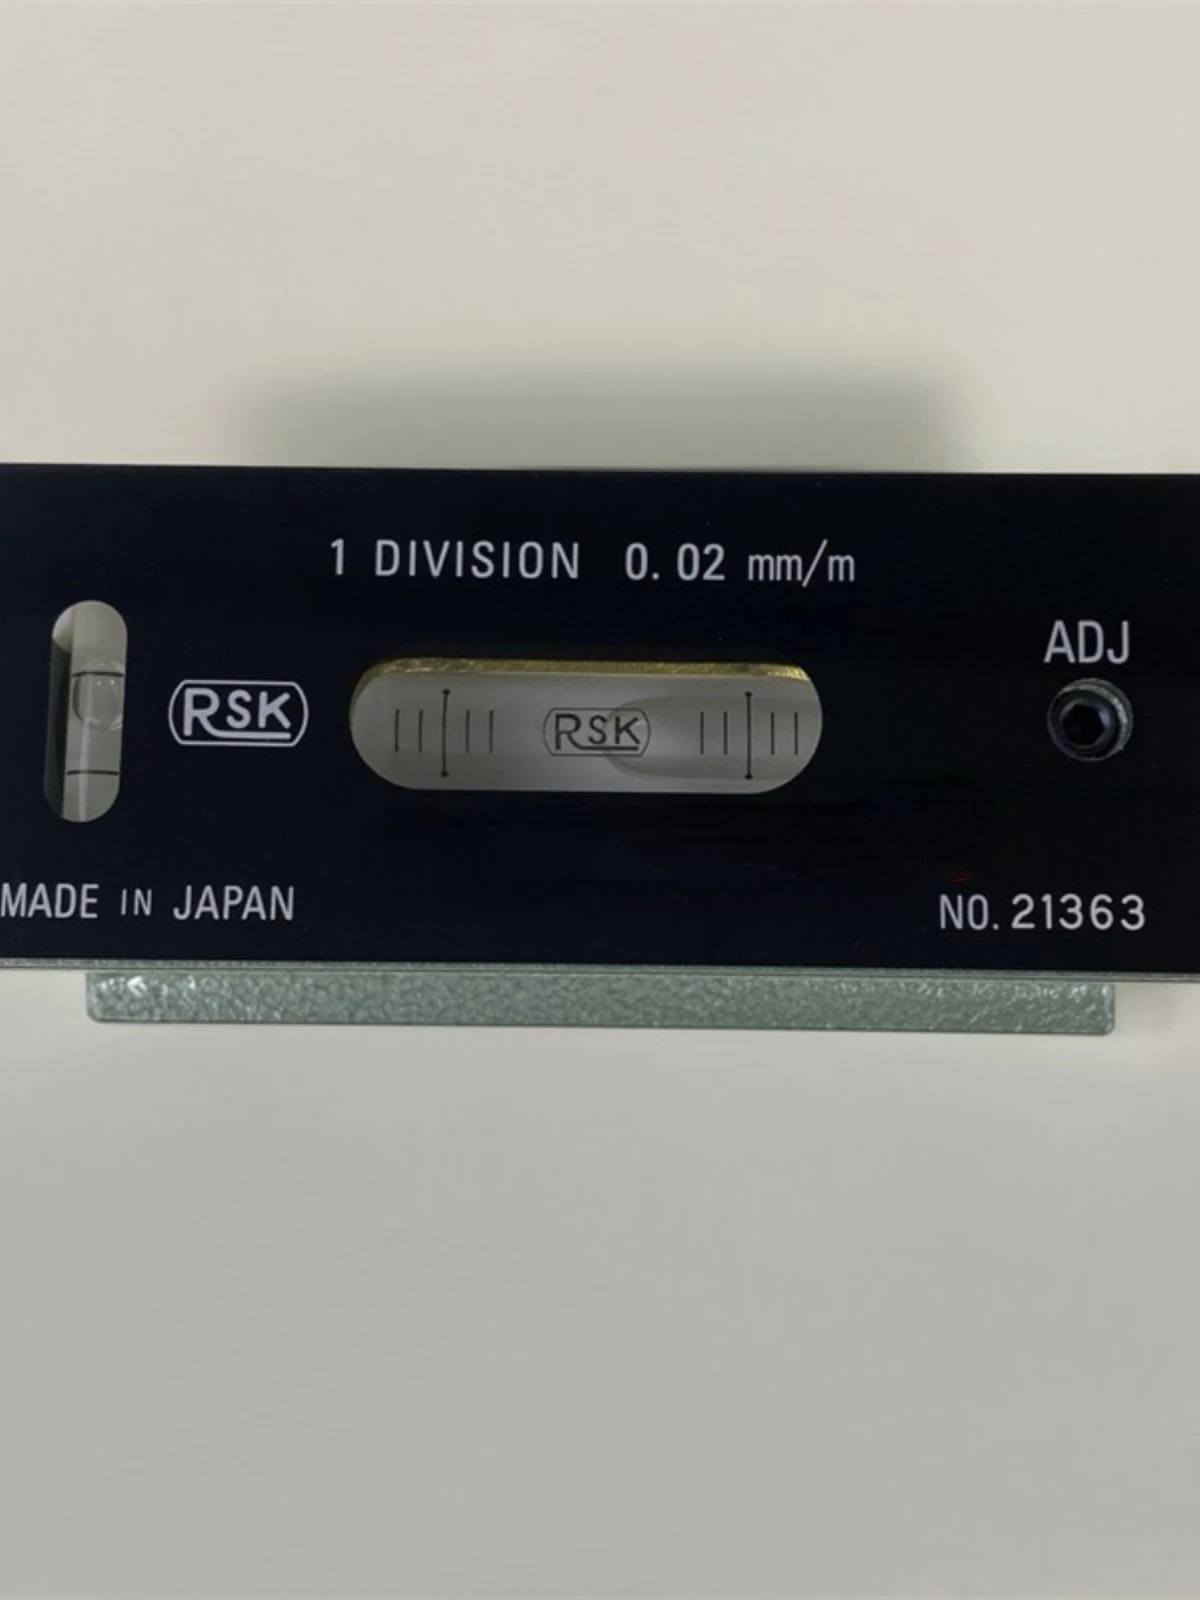 1 DIVISION 0.02 mm/m
ADJ
RSK
RSK
MADE IN JAPAN
NO. 21363